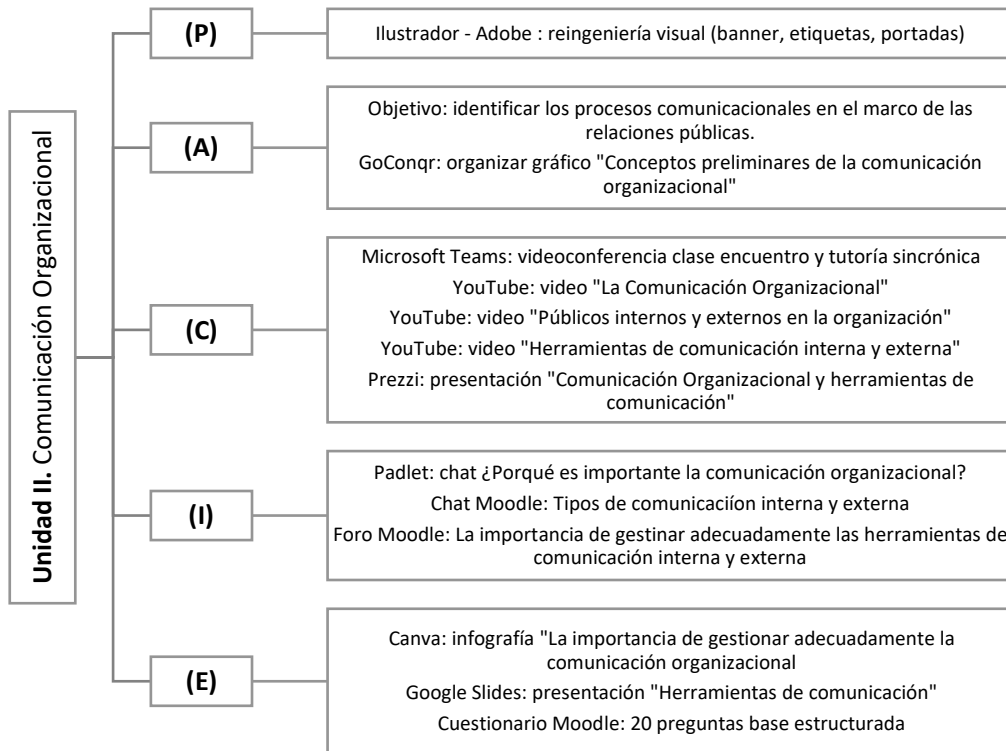 Unidad II. Comunicación Organizacional
(P)
Ilustrador - Adobe : reingeniería visual (banner, etiquetas, portadas)
(A)
Objetivo: identificar los procesos comunicacionales en el marco de las
relaciones públicas.
GoConqr: organizar gráfico "Conceptos preliminares de la comunicación
organizacional"
(C)
Microsoft Teams: videoconferencia clase encuentro y tutoría sincrónica
YouTube: video "La Comunicación Organizacional"
YouTube: video "Públicos internos y externos en la organización"
YouTube: video "Herramientas de comunicación interna y externa"
Prezzi: presentación "Comunicación Organizacional y herramientas de
comunicación"
(I)
Padlet: chat ¿Porqué es importante la comunicación organizacional?
Chat Moodle: Tipos de comunicaciíon interna y externa
Foro Moodle: La importancia de gestinar adecuadamente las herramientas de
comunicación interna y externa
(E)
Canva: infografía "La importancia de gestionar adecuadamente la
comunicación organizacional
Google Slides: presentación "Herramientas de comunicación"
Cuestionario Moodle: 20 preguntas base estructurada